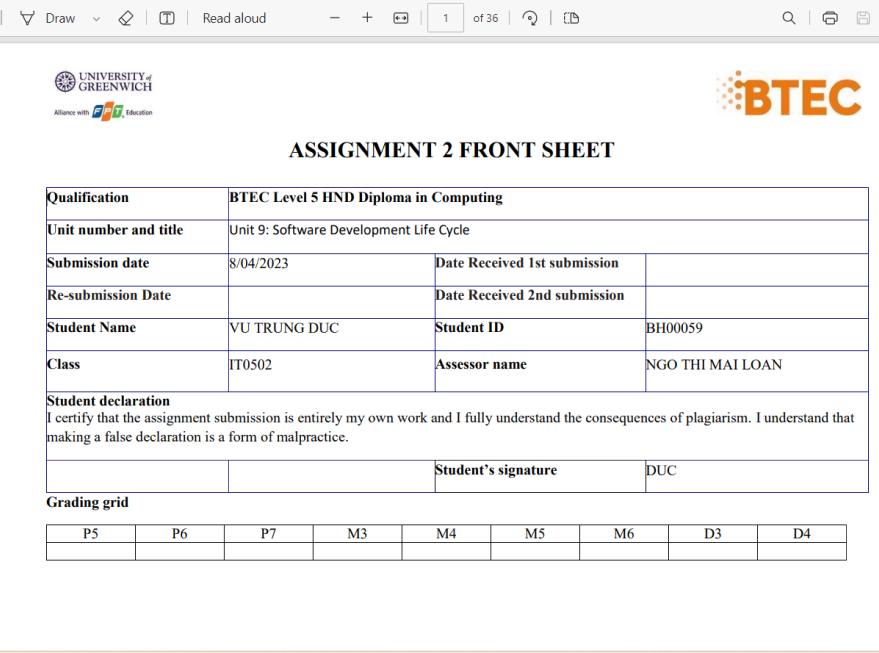 Draw
Read aloud
1 of 36
UNIVERSITY of
GREENWICH
Alliance with FPT. Education
BTEC
ASSIGNMENT 2 FRONT SHEET
Qualification BTEC Level 5 HND Diploma in Computing
Unit number and title Unit 9: Software Development Life Cycle
Submission date 8/04/2023 Date Received 1st submission
Re-submission Date Date Received 2nd submission
Student Name VU TRUNG DUC Student ID BH00059
Class IT0502 Assessor name NGO THI MAI LOAN
Student declaration
I certify that the assignment submission is entirely my own work and I fully understand the consequences of plagiarism. I understand that
making a false declaration is a form of malpractice.
Student’s signature DUC
Grading grid
P5 P6 P7 M3 M4 M5 M6 D3 D4